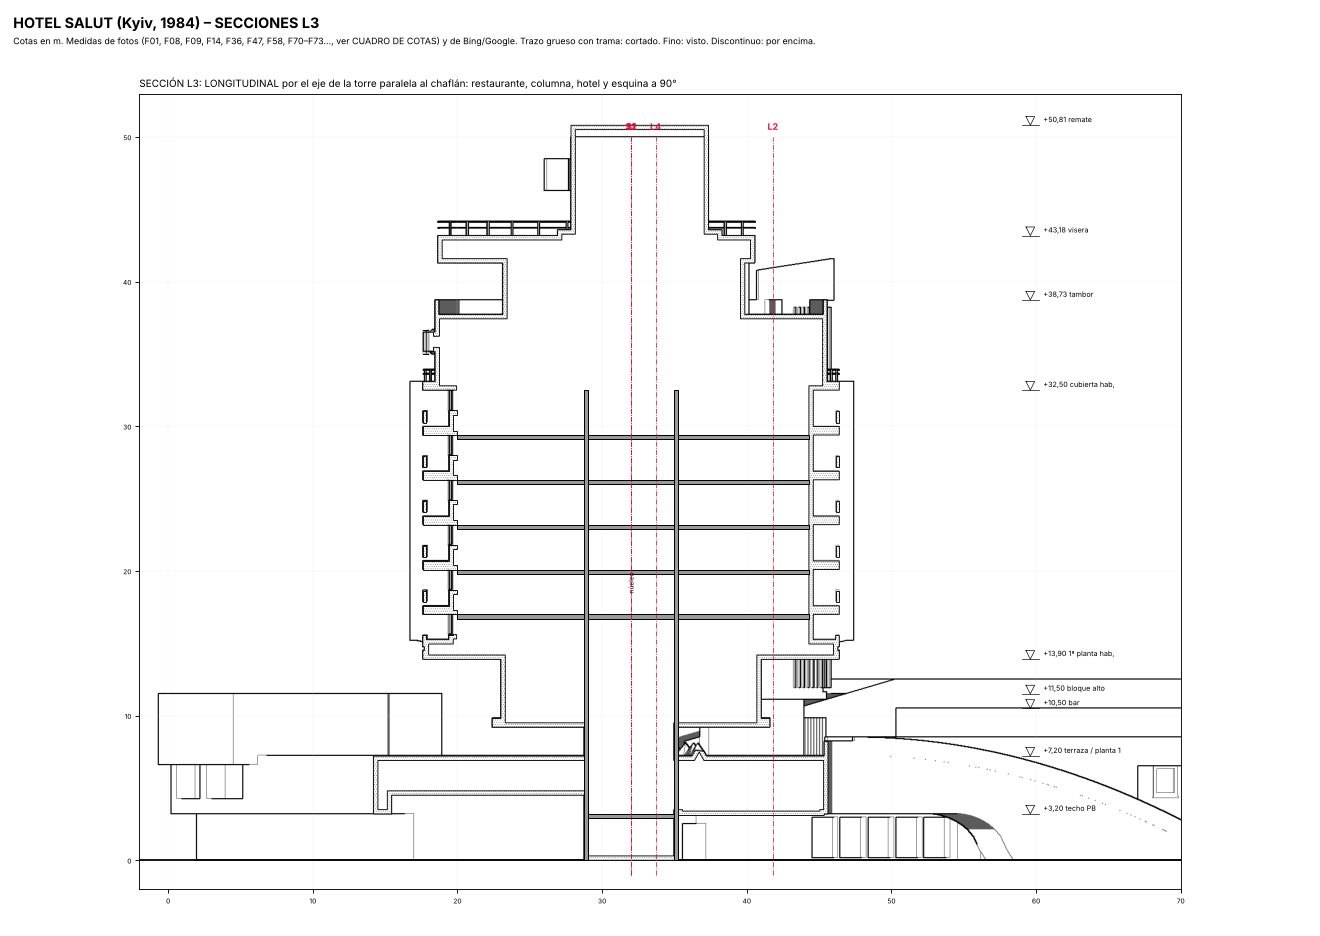 HOTEL SALUT (Kyiv, 1984) – SECCIONES L3
Cotas en m. Medidas de fotos (F01, F08, F09, F14, F36, F47, F58, F70–F73..., ver CUADRO DE COTAS) y de Bing/Google. Trazo grueso con trama: cortado. Fino: visto. Discontinuo: por encima.
SECCIÓN L3: LONGITUDINAL por el eje de la torre paralela al chaflán: restaurante, columna, hotel y esquina a 90°
L4
L2
+50,81 remate
50
+43,18 visera
40
+38,73 tambor
+32,50 cubierta hab,
30
20
núcleo
+13,90 1ª planta hab,
+11,50 bloque alto
+10,50 bar
10
+7,20 terraza / planta 1
+3,20 techo PB
0
0 10 20 30 40 50 60 70